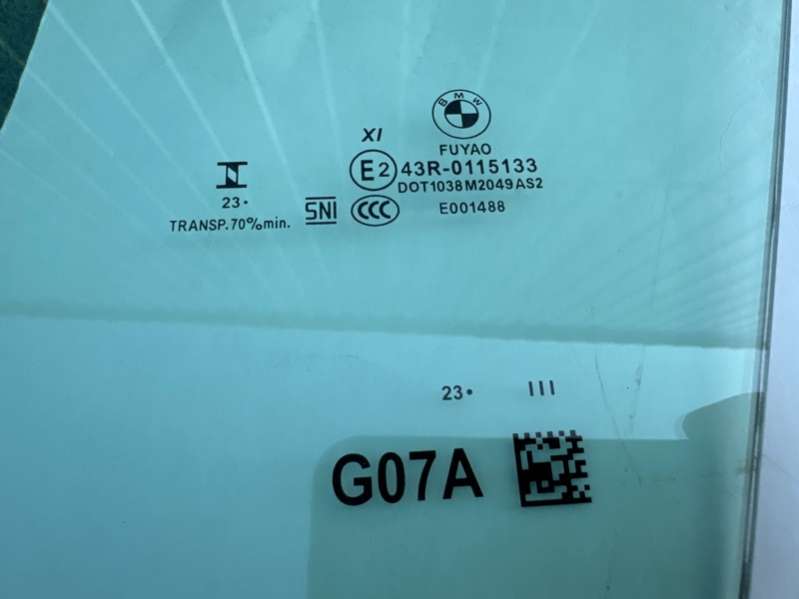 BMW
FUYAO
XI
E2 43R-0115133
DOT1038M2049AS2
E001488
23•
TRANSP.70%min.
SNI
CCC
23• III
G07A